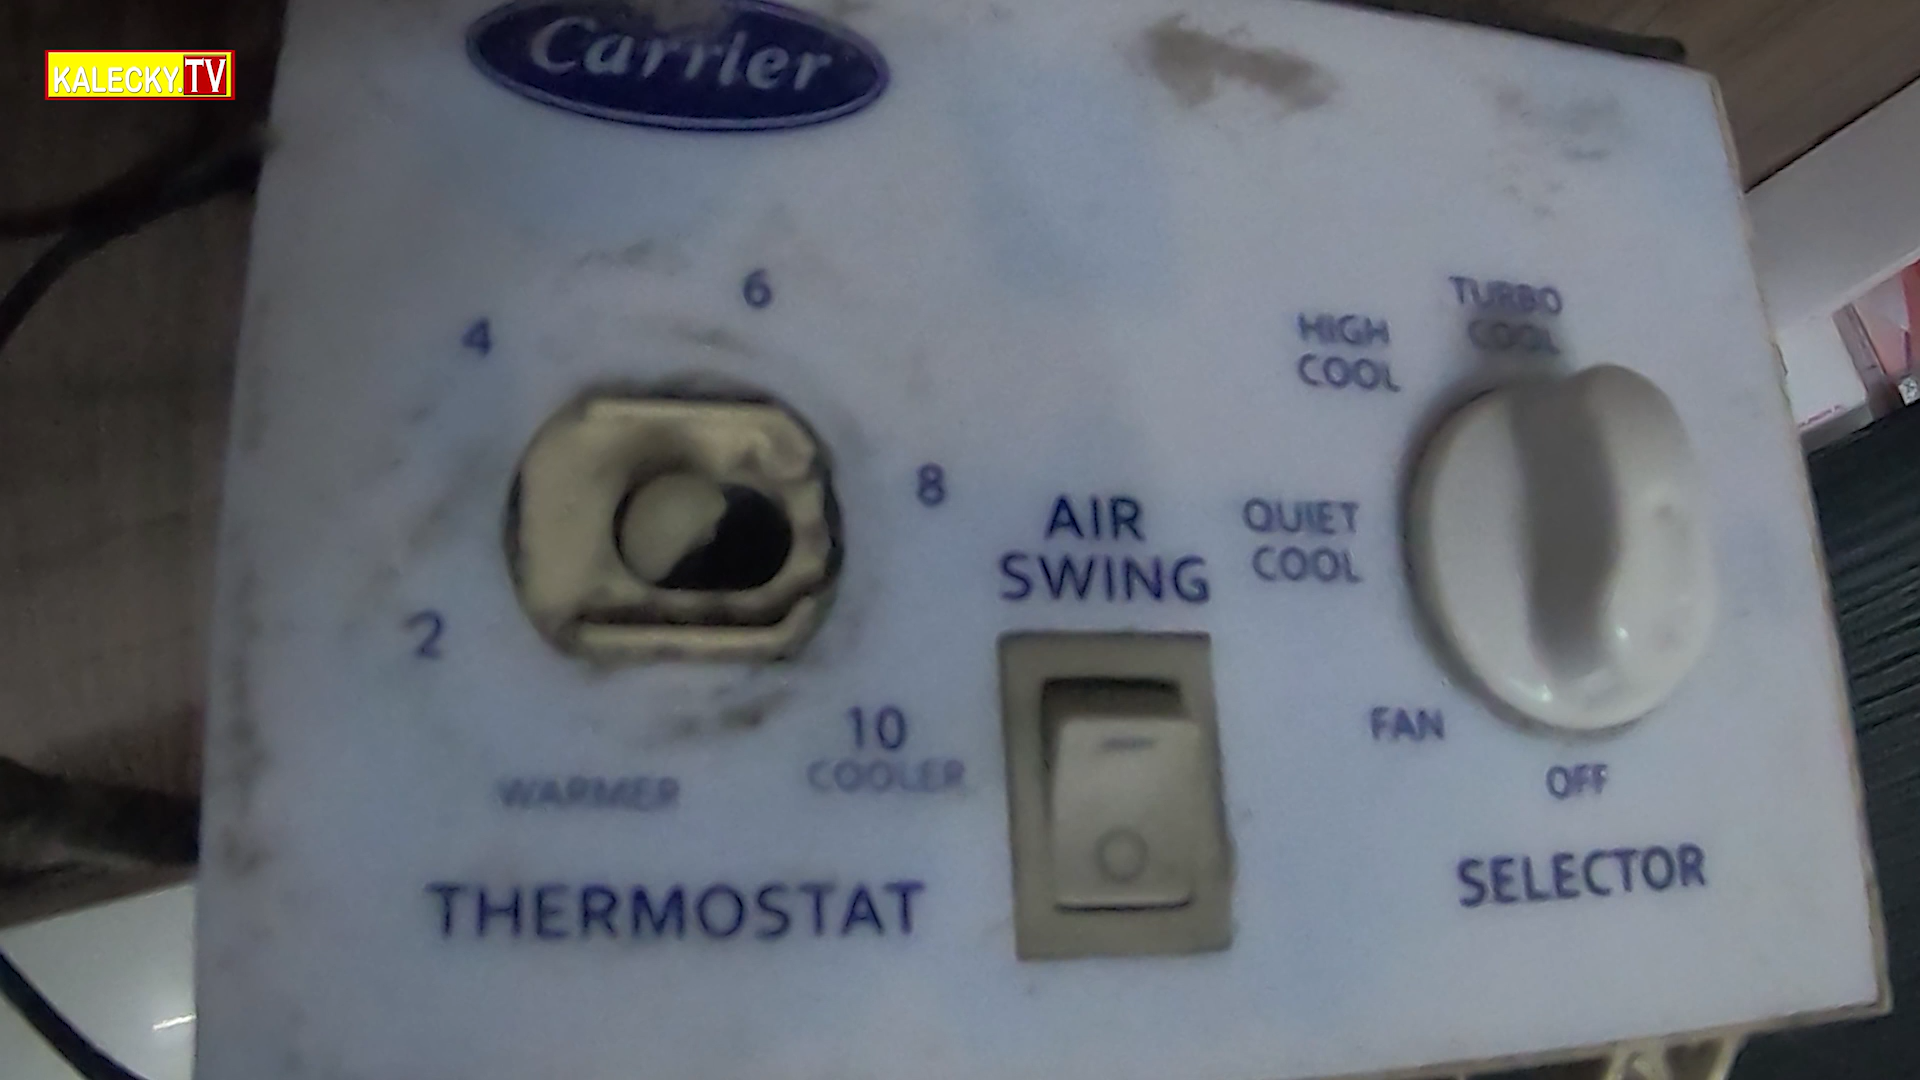 KALECKY.TV
Carrier
6
4
8
2
10
WARMER
COOLER
THERMOSTAT
AIR
SWING
TURBO
COOL
HIGH
COOL
QUIET
COOL
FAN
OFF
SELECTOR